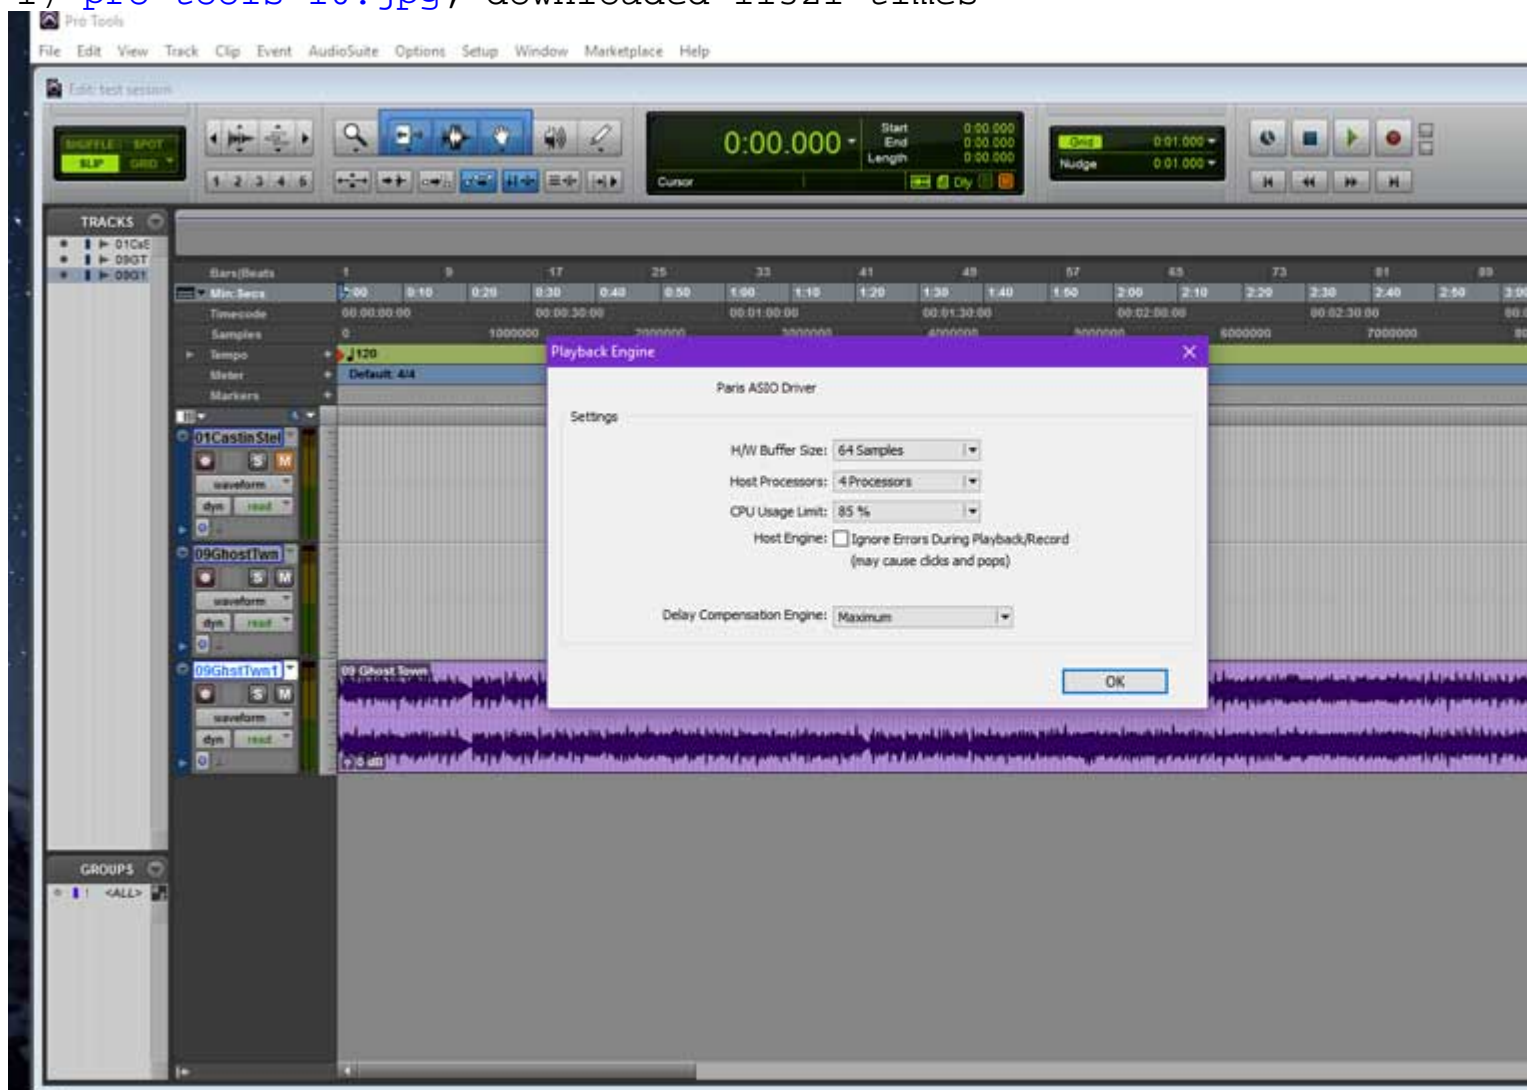 Pro Tools
File Edit View Track Clip Event AudioSuite Options Setup Window Marketplace Help
Edit: test session
SHUFFLE SPOT
SLIP GRID
1 2 3 4 5
0:00.000
Start 0:00.000
End 0:00.000
Length 0:00.000
Cursor
Dly
Grid 0:01.000
Nudge 0:01.000
TRACKS
01CsS
09GT
09GT
Bars|Beats 1 9 17 25 33 41 49 57 65 73 81 89
Min:Secs 0:00 0:10 0:20 0:30 0:40 0:50 1:00 1:10 1:20 1:30 1:40 1:50 2:00 2:10 2:20 2:30 2:40 2:50 3:00
Timecode 00:00:00:00 00:00:30:00 00:01:00:00 00:01:30:00 00:02:00:00 00:02:30:00
Samples 0 1000000 2000000 3000000 4000000 5000000 6000000 7000000
Tempo 120
Meter Default: 4/4
Markers
Playback Engine
Paris ASIO Driver
Settings
H/W Buffer Size: 64 Samples
Host Processors: 4 Processors
CPU Usage Limit: 85 %
Host Engine: Ignore Errors During Playback/Record
(may cause clicks and pops)
Delay Compensation Engine: Maximum
OK
01CastinStel
S M
waveform
dyn read
09GhostTwn
S M
waveform
dyn read
09GhstTwn1
S M
waveform
dyn read
09 Ghost Town
0 dB
GROUPS
! <ALL>